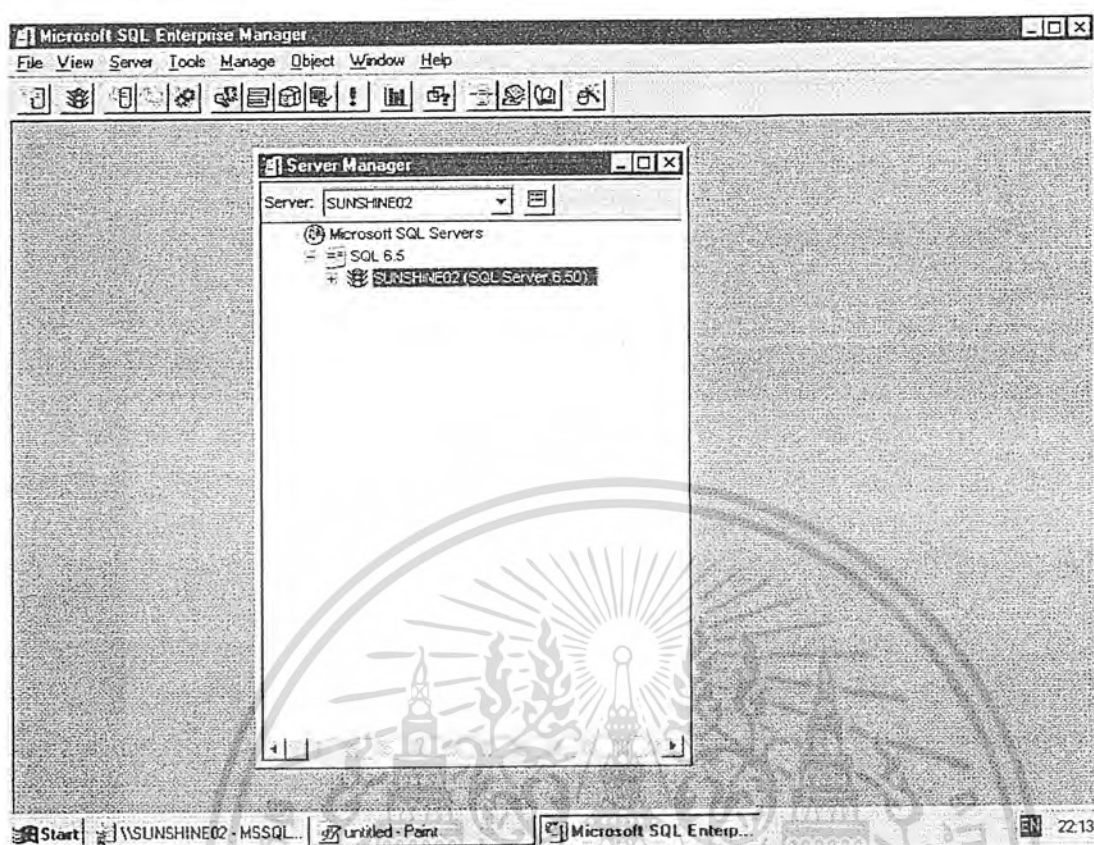 Microsoft SQL Enterprise Manager
File View Server Tools Manage Object Window Help
Server Manager
Server: SUNSHINE02
Microsoft SQL Servers
SQL 6.5
SUNSHINE02 (SQL Server 6.50)
Start \\SUNSHINE02 - MSSQL... untitled - Paint Microsoft SQL Enterp... EN 22:13